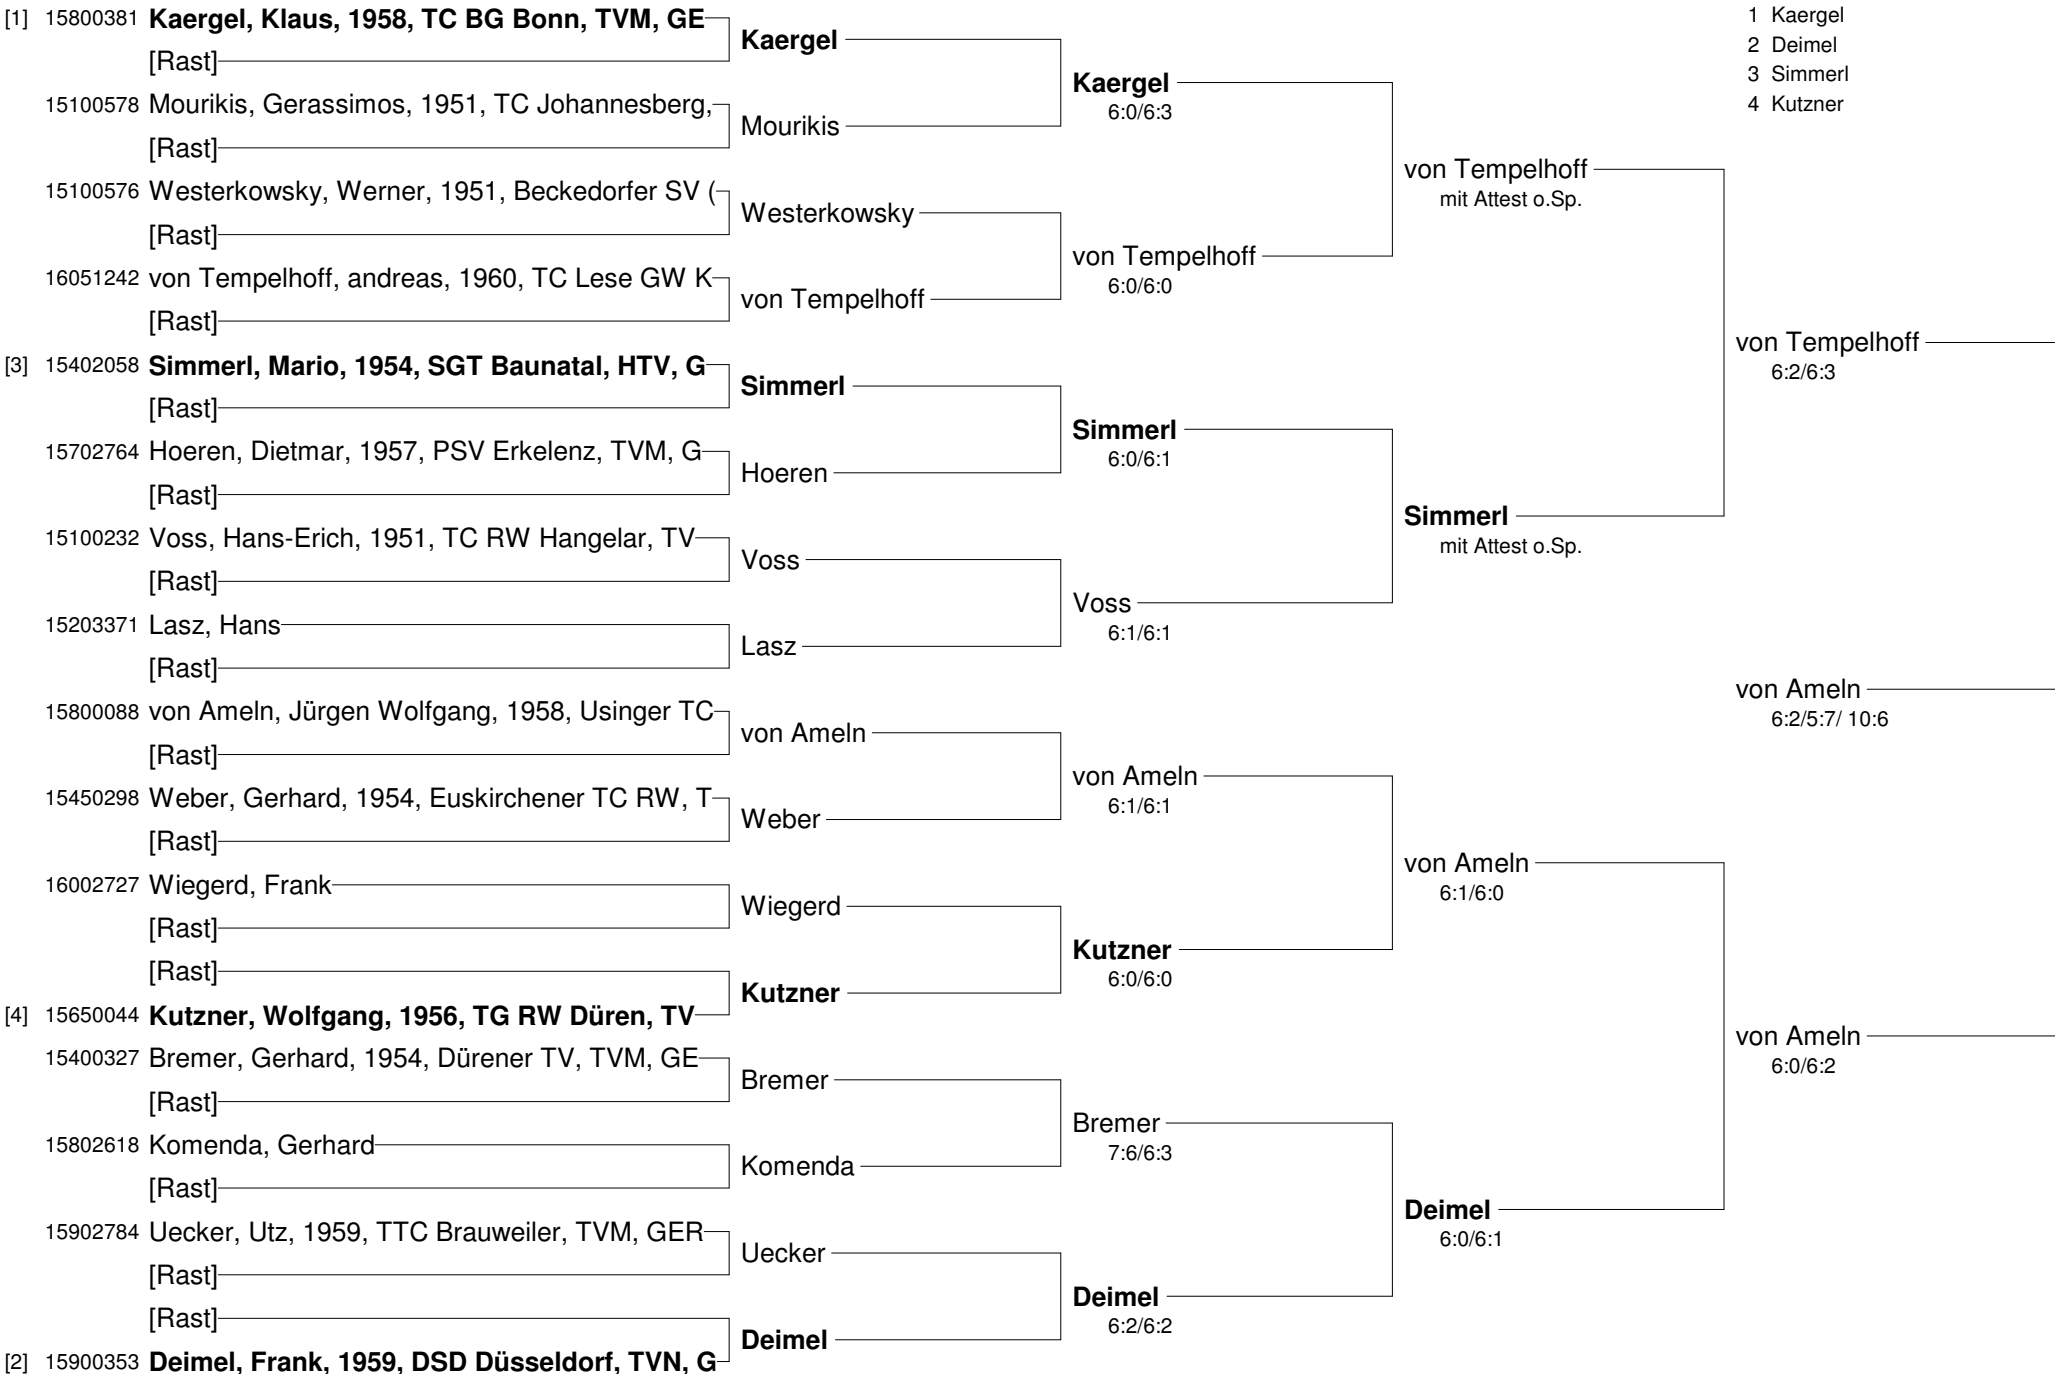 [1] 15800381 Kaergel, Klaus, 1958, TC BG Bonn, TVM, GE
[Rast]
15100578 Mourikis, Gerassimos, 1951, TC Johannesberg,
[Rast]
15100576 Westerkowsky, Werner, 1951, Beckedorfer SV (
[Rast]
16051242 von Tempelhoff, andreas, 1960, TC Lese GW K
[Rast]
[3] 15402058 Simmerl, Mario, 1954, SGT Baunatal, HTV, G
[Rast]
15702764 Hoeren, Dietmar, 1957, PSV Erkelenz, TVM, G
[Rast]
15100232 Voss, Hans-Erich, 1951, TC RW Hangelar, TV
[Rast]
15203371 Lasz, Hans
[Rast]
15800088 von Ameln, Jürgen Wolfgang, 1958, Usinger TC
[Rast]
15450298 Weber, Gerhard, 1954, Euskirchener TC RW, T
[Rast]
16002727 Wiegerd, Frank
[Rast]
[Rast]
[4] 15650044 Kutzner, Wolfgang, 1956, TG RW Düren, TV
15400327 Bremer, Gerhard, 1954, Dürener TV, TVM, GE
[Rast]
15802618 Komenda, Gerhard
[Rast]
15902784 Uecker, Utz, 1959, TTC Brauweiler, TVM, GER
[Rast]
[Rast]
[2] 15900353 Deimel, Frank, 1959, DSD Düsseldorf, TVN, G
Kaergel
Mourikis
Westerkowsky
von Tempelhoff
Simmerl
Hoeren
Voss
Lasz
von Ameln
Weber
Wiegerd
Kutzner
Bremer
Komenda
Uecker
Deimel
Kaergel
6:0/6:3
von Tempelhoff
6:0/6:0
Simmerl
6:0/6:1
Voss
6:1/6:1
von Ameln
6:1/6:1
Kutzner
6:0/6:0
Bremer
7:6/6:3
Deimel
6:2/6:2
von Tempelhoff
mit Attest o.Sp.
Simmerl
mit Attest o.Sp.
von Ameln
6:1/6:0
Deimel
6:0/6:1
1 Kaergel
2 Deimel
3 Simmerl
4 Kutzner
von Tempelhoff
6:2/6:3
von Ameln
6:2/5:7/ 10:6
von Ameln
6:0/6:2